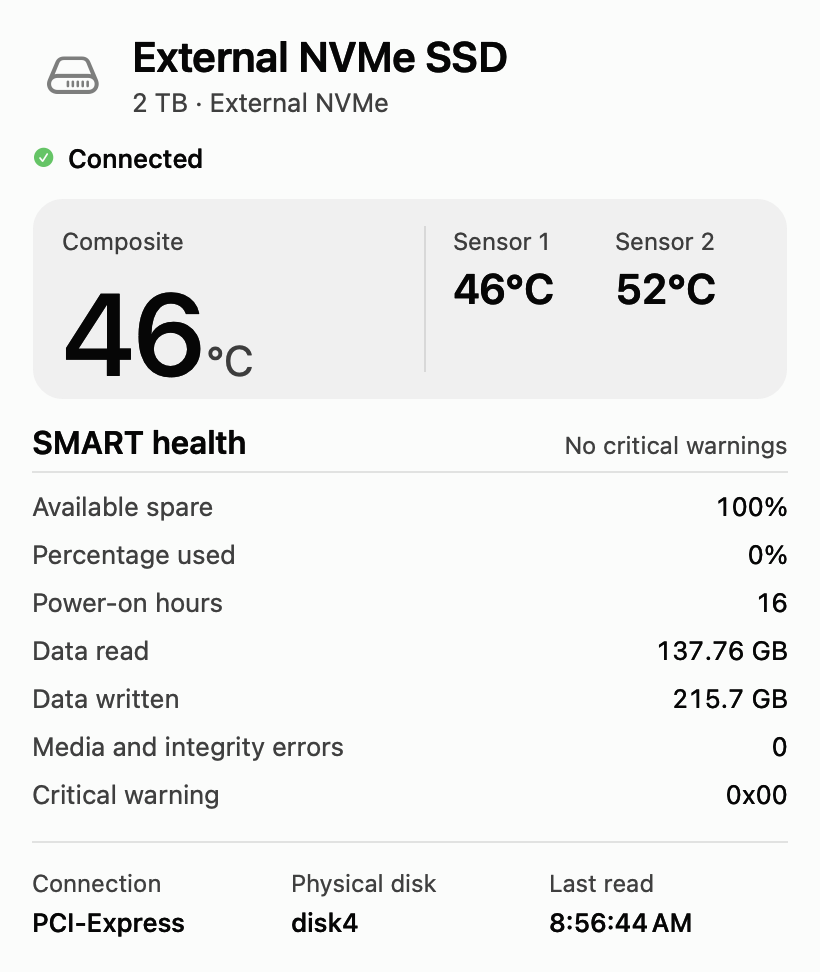 External NVMe SSD
2 TB · External NVMe
Connected
Composite
46 °C
Sensor 1
46°C
Sensor 2
52°C
SMART health
No critical warnings
Available spare 100%
Percentage used 0%
Power-on hours 16
Data read 137.76 GB
Data written 215.7 GB
Media and integrity errors 0
Critical warning 0x00
Connection
PCI-Express
Physical disk
disk4
Last read
8:56:44 AM